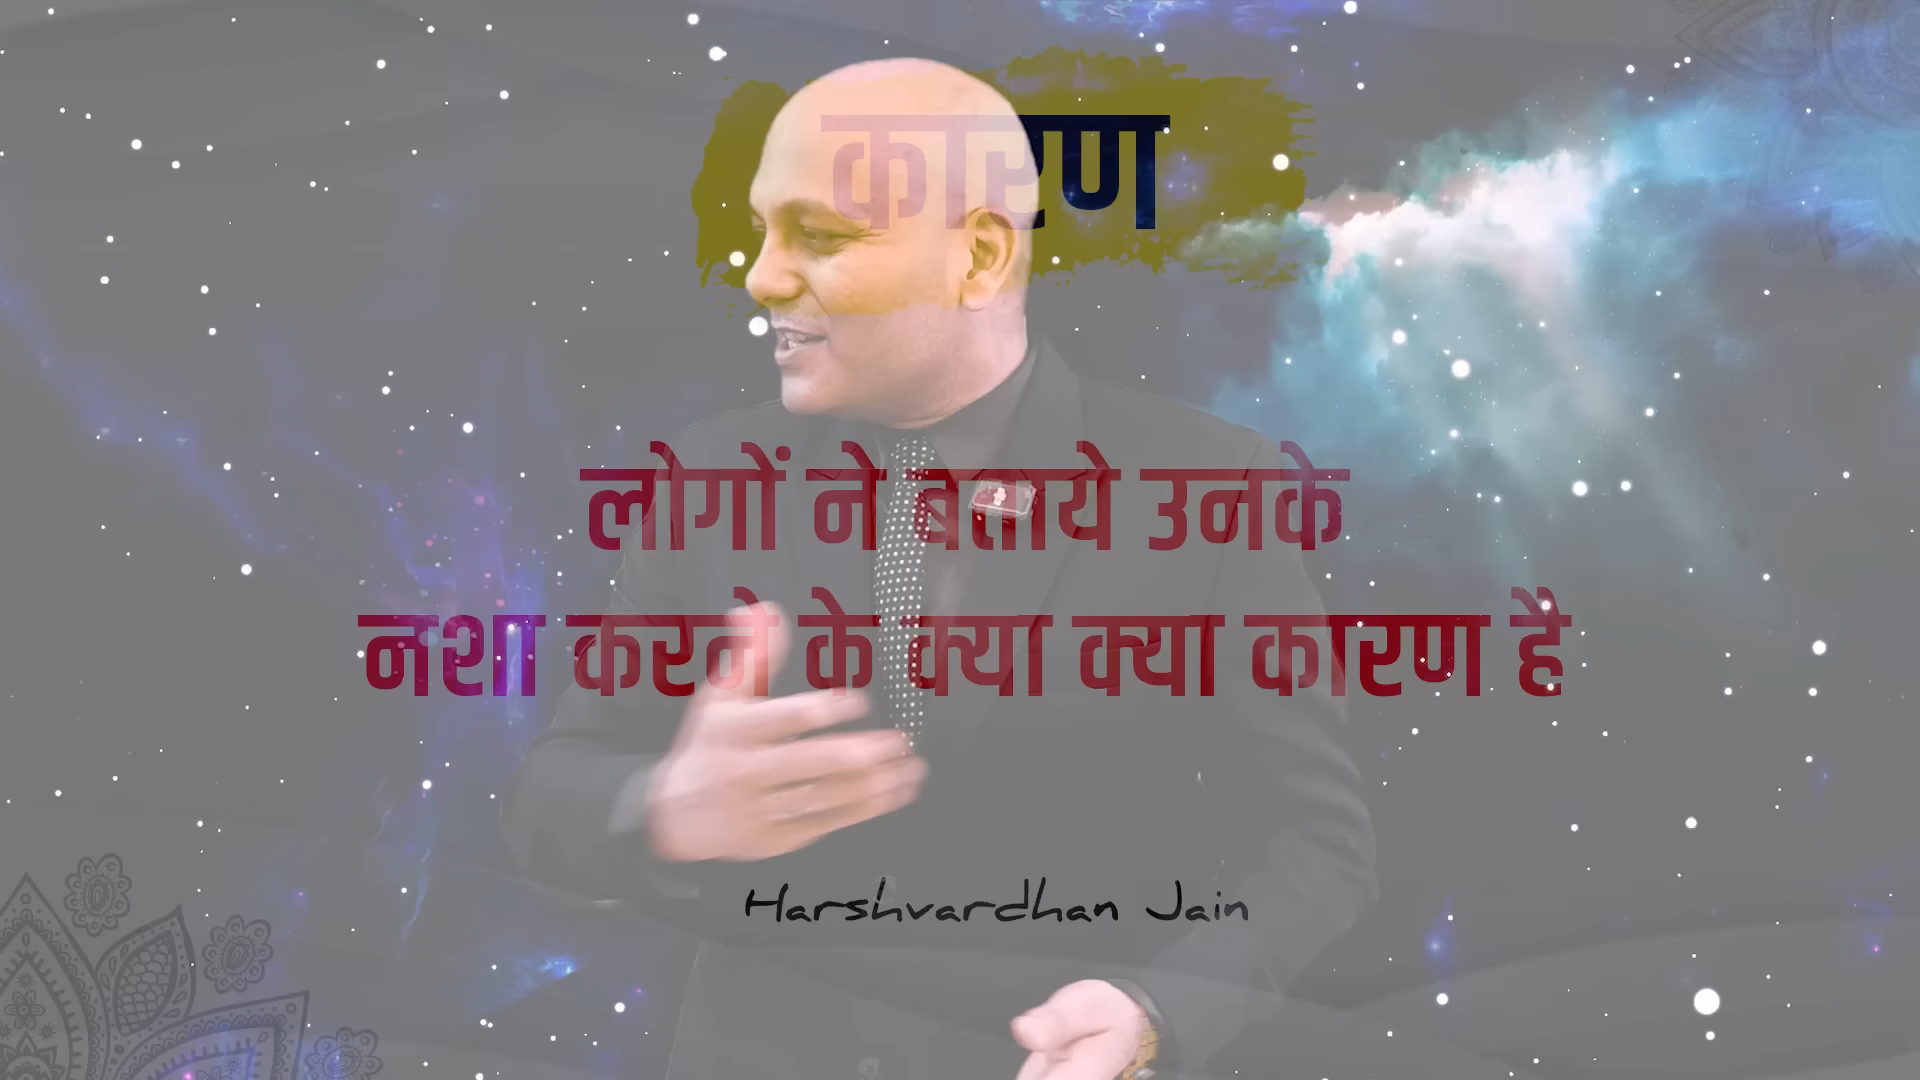 कारण
लोगों ने बताये उनके
नशा करने के क्या क्या कारण है
Harshvardhan Jain